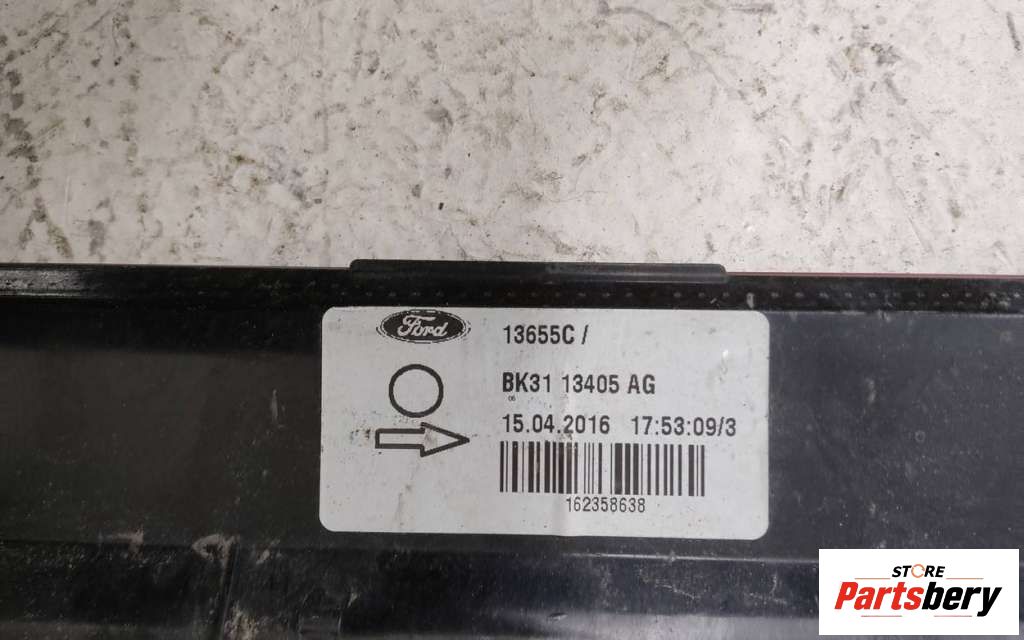 Ford
13655C /
BK31 13405 AG
06
15.04.2016 17:53:09/3
162358638
STORE
Partsbery